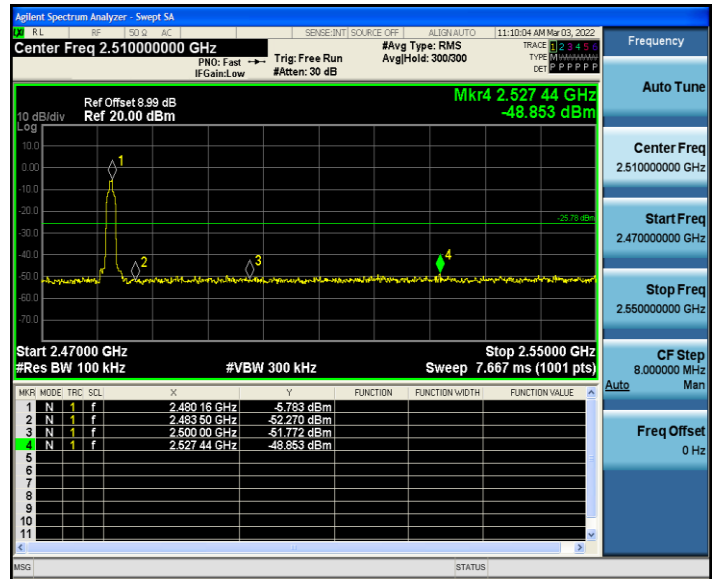 Agilent Spectrum Analyzer - Swept SA
RL RF 50 Ω AC SENSE:INT SOURCE OFF ALIGNAUTO 11:10:04 AM Mar 03, 2022
Center Freq 2.510000000 GHz
PNO: Fast
IFGain:Low
Trig: Free Run
#Atten: 30 dB
#Avg Type: RMS
Avg|Hold: 300/300
TRACE 1 2 3 4 5 6
TYPE M
DET P P P P P P
Frequency
Ref Offset 8.99 dB
10 dB/div Ref 20.00 dBm
Log
Mkr4 2.527 44 GHz
-48.853 dBm
10.0
0.00
-10.0
-20.0
-30.0
-40.0
-50.0
-60.0
-70.0
1
2
3
4
-25.78 dBm
Start 2.47000 GHz Stop 2.55000 GHz
#Res BW 100 kHz #VBW 300 kHz Sweep 7.667 ms (1001 pts)
MKR MODE TRC SCL X Y FUNCTION FUNCTION WIDTH FUNCTION VALUE
1 N 1 f 2.480 16 GHz -5.783 dBm
2 N 1 f 2.483 50 GHz -52.270 dBm
3 N 1 f 2.500 00 GHz -51.772 dBm
4 N 1 f 2.527 44 GHz -48.853 dBm
5
6
7
8
9
10
11
Auto Tune
Center Freq
2.510000000 GHz
Start Freq
2.470000000 GHz
Stop Freq
2.550000000 GHz
CF Step
8.000000 MHz
Auto Man
Freq Offset
0 Hz
MSG STATUS